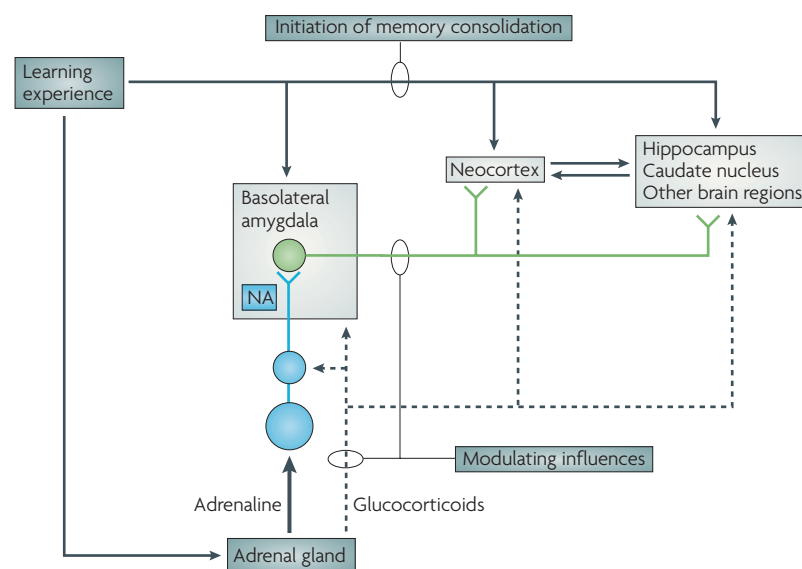 Initiation of memory consolidation
Learning
experience
Neocortex
Hippocampus
Caudate nucleus
Other brain regions
Basolateral
amygdala
NA
Modulating influences
Adrenaline
Glucocorticoids
Adrenal gland